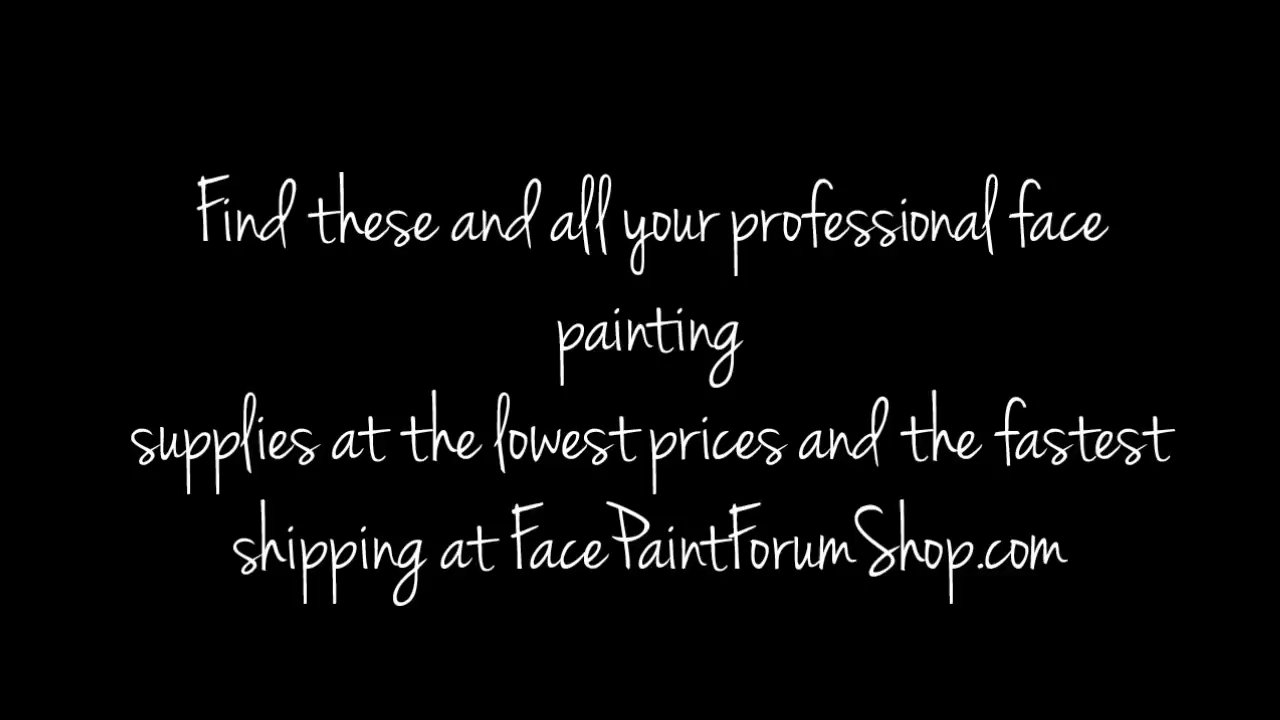 Find these and all your professional face
painting
supplies at the lowest prices and the fastest
shipping at FacePaintForumShop.com